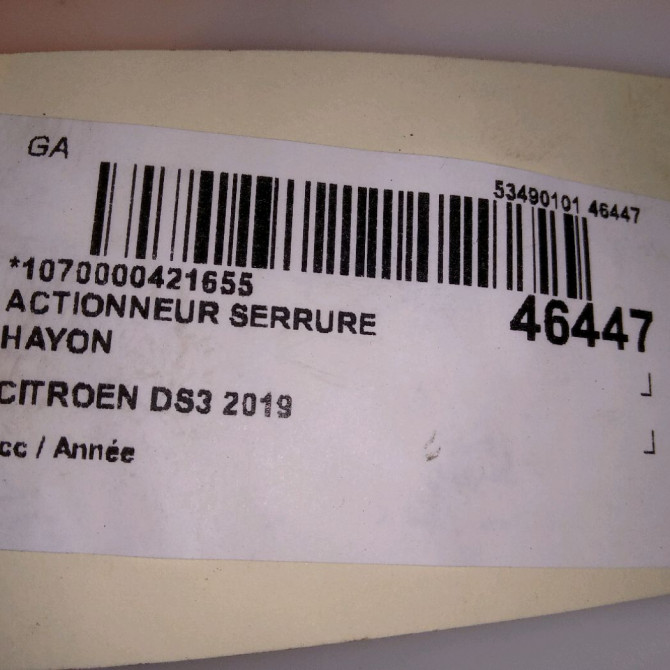 GA
53490101 46447
*1070000421655
ACTIONNEUR SERRURE
46447
HAYON
CITROEN DS3 2019
cc / Année